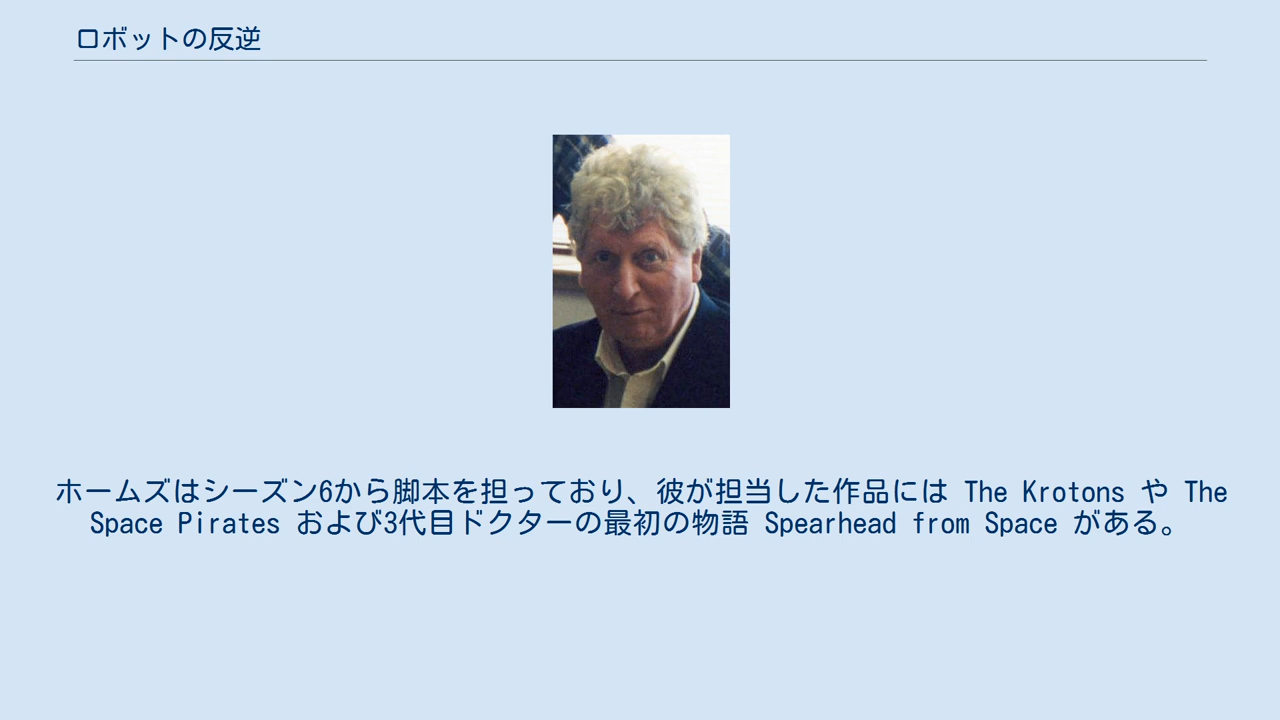 ロボットの反逆
ホームズはシーズン6から脚本を担っており、彼が担当した作品には The Krotons や The
Space Pirates および3代目ドクターの最初の物語 Spearhead from Space がある。